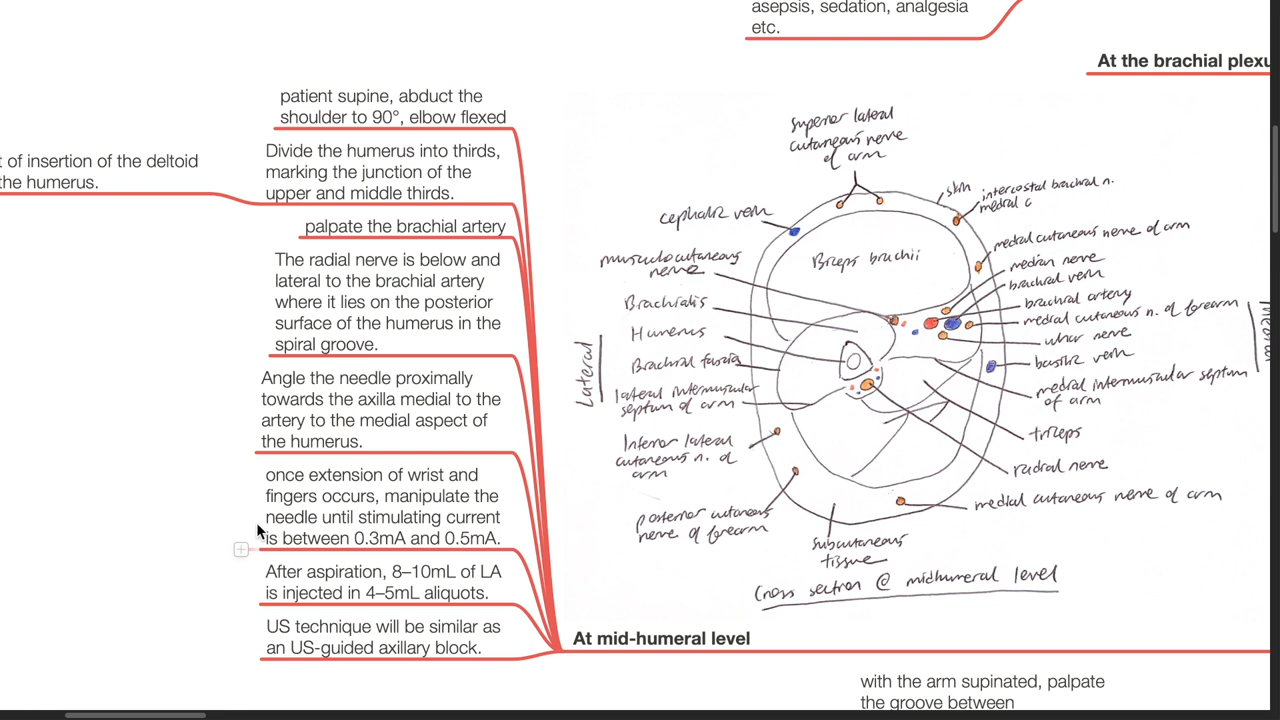 asepsis, sedation, analgesia
etc.
At the brachial plexu
patient supine, abduct the
shoulder to 90°, elbow flexed
Divide the humerus into thirds,
marking the junction of the
upper and middle thirds.
t of insertion of the deltoid
the humerus.
palpate the brachial artery
The radial nerve is below and
lateral to the brachial artery
where it lies on the posterior
surface of the humerus in the
spiral groove.
Angle the needle proximally
towards the axilla medial to the
artery to the medial aspect of
the humerus.
once extension of wrist and
fingers occurs, manipulate the
needle until stimulating current
is between 0.3mA and 0.5mA.
After aspiration, 8–10mL of LA
is injected in 4–5mL aliquots.
US technique will be similar as
an US-guided axillary block.
At mid-humeral level
superior lateral
cutaneous nerve
of arm
skin
intercostal brachial n.
medial c
cephalic vein
medial cutaneous nerve of arm
musculocutaneous
nerve
Biceps brachii
median nerve
brachial vein
Brachialis
brachial artery
medial cutaneous n. of forearm
Humerus
ulnar nerve
Brachial fascia
basilic vein
Lateral
Medial
lateral intermuscular
septum of arm
medial intermuscular septum
of arm
triceps
Inferior lateral
cutaneous n. of
arm
radial nerve
medial cutaneous nerve of arm
posterior cutaneous
nerve of forearm
subcutaneous
tissue
Cross section @ midhumeral level
with the arm supinated, palpate
the groove between